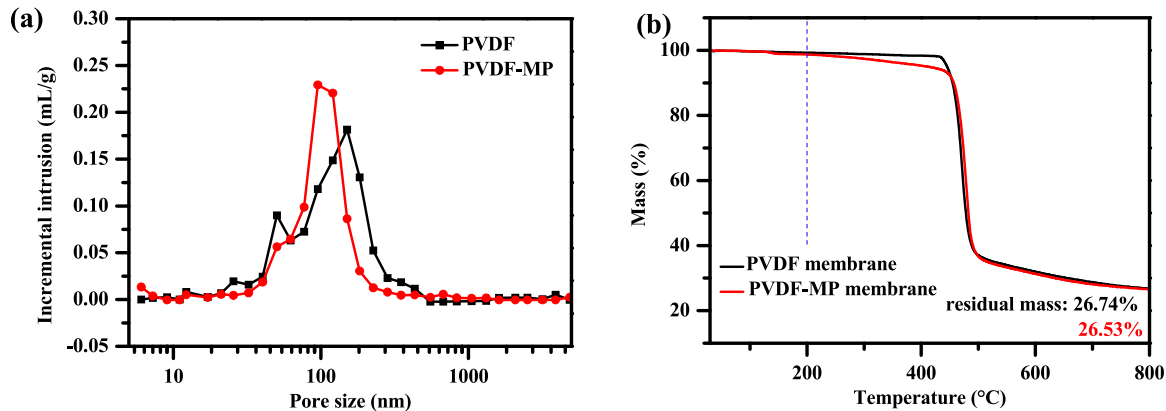 (a)
0.30
0.25
0.20
0.15
0.10
0.05
0.00
-0.05
Incremental intrusion (mL/g)
PVDF
PVDF-MP
10
100
1000
Pore size (nm)
(b)
100
80
60
40
20
Mass (%)
PVDF membrane
PVDF-MP membrane
residual mass: 26.74%
26.53%
200
400
600
800
Temperature (°C)